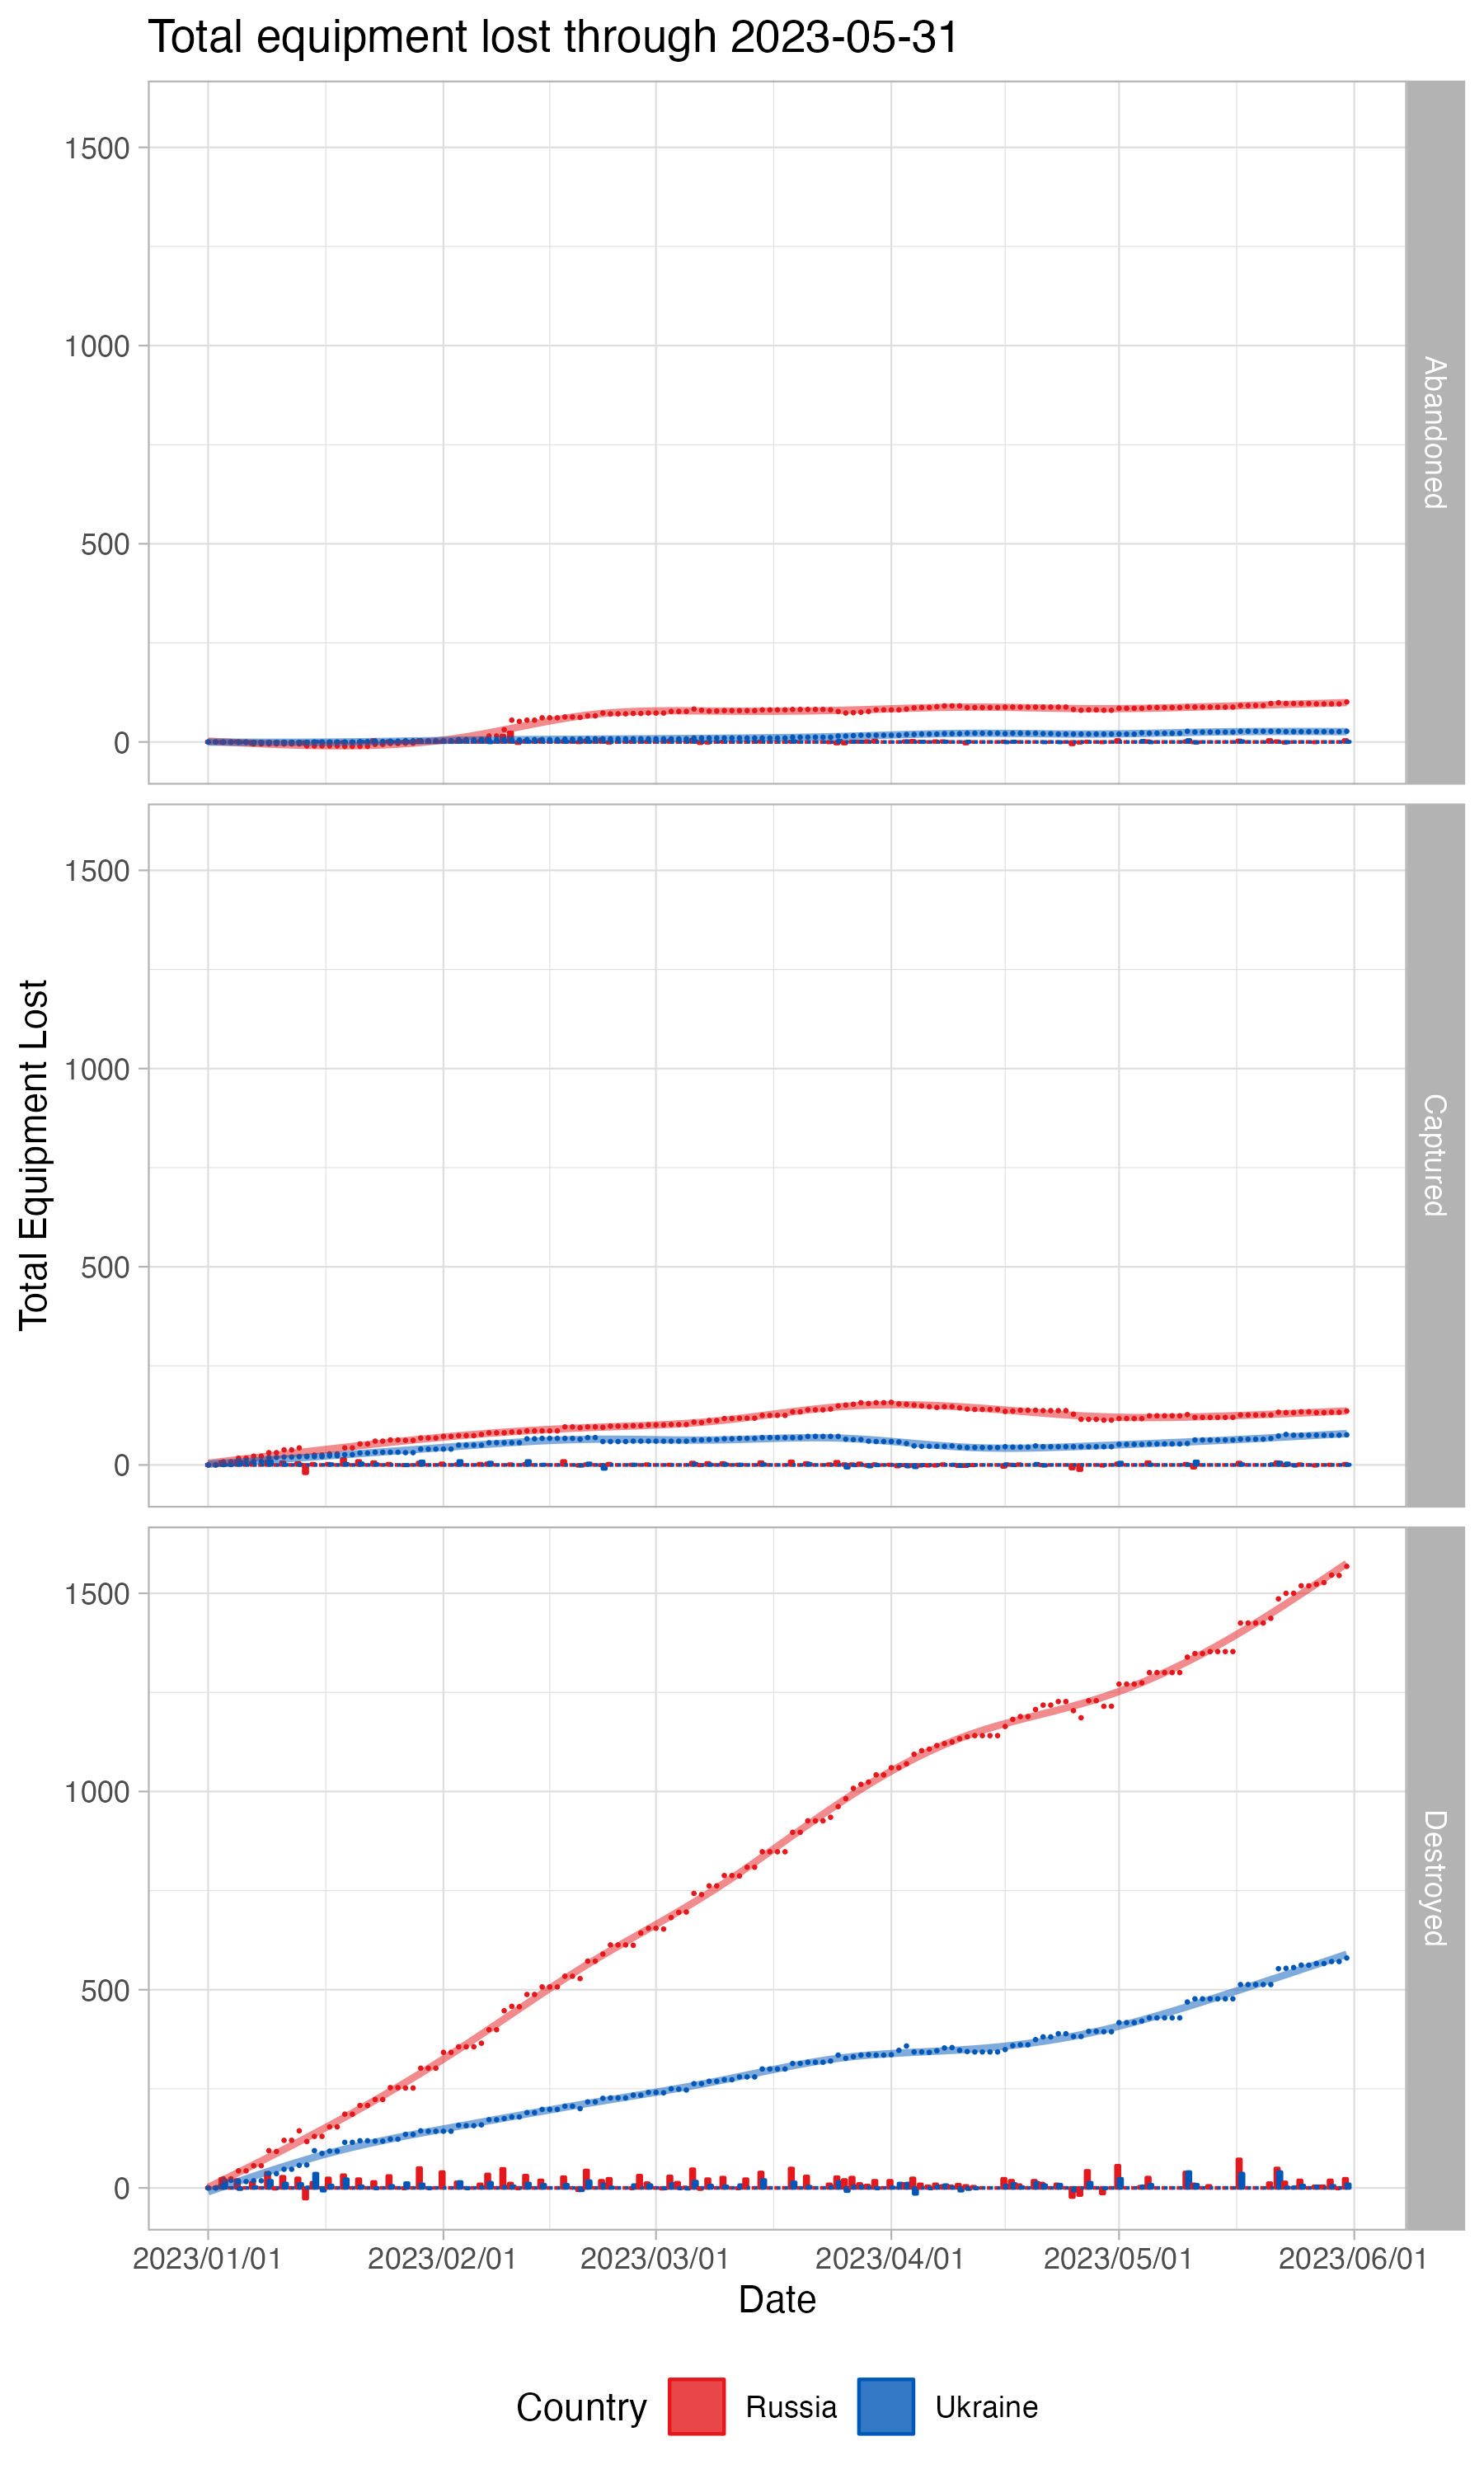 Total equipment lost through 2023-05-31
1500
1000
500
0
Abandoned
Total Equipment Lost
1500
1000
500
0
Captured
1500
1000
500
0
Destroyed
2023/01/01 2023/02/01 2023/03/01 2023/04/01 2023/05/01 2023/06/01
Date
Country Russia Ukraine